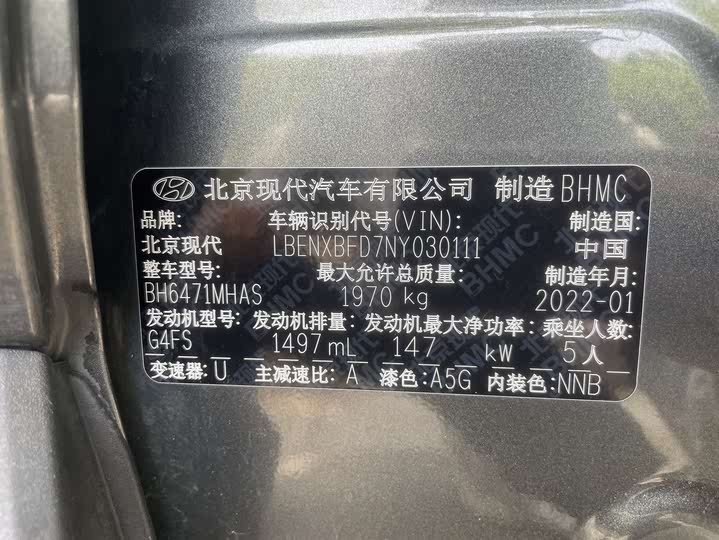 北京现代汽车有限公司 制造 BHMC
品牌: 车辆识别代号(VIN): 制造国:
北京现代 LBENXBFD7NY030111 中国
整车型号: 最大允许总质量: 制造年月:
BH6471MHAS 1970 kg 2022-01
发动机型号: 发动机排量: 发动机最大净功率: 乘坐人数:
G4FS 1497 mL 147 kW 5人
变速器: U 主减速比: A 漆色: A5G 内装色: NNB